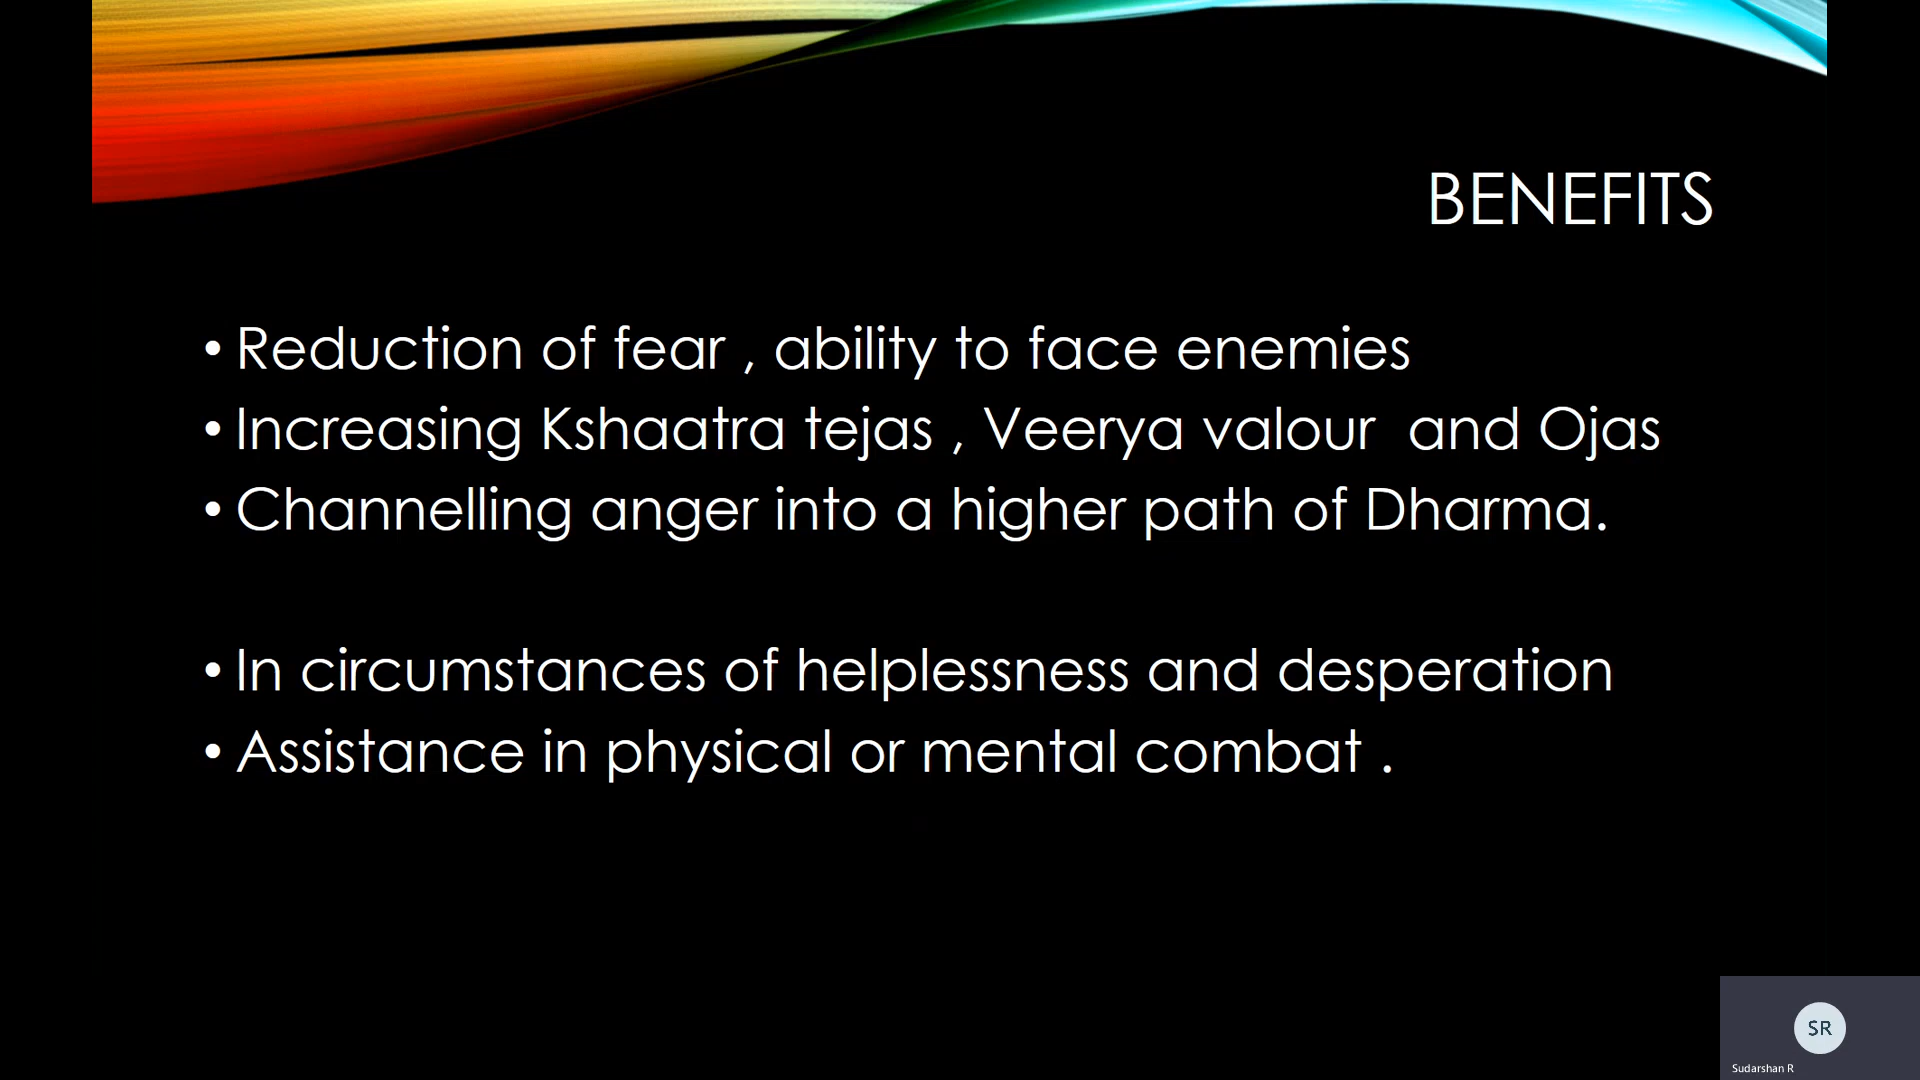 BENEFITS
• Reduction of fear , ability to face enemies
• Increasing Kshaatra tejas , Veerya valour  and Ojas
• Channelling anger into a higher path of Dharma.
• In circumstances of helplessness and desperation
• Assistance in physical or mental combat .
SR
Sudarshan R